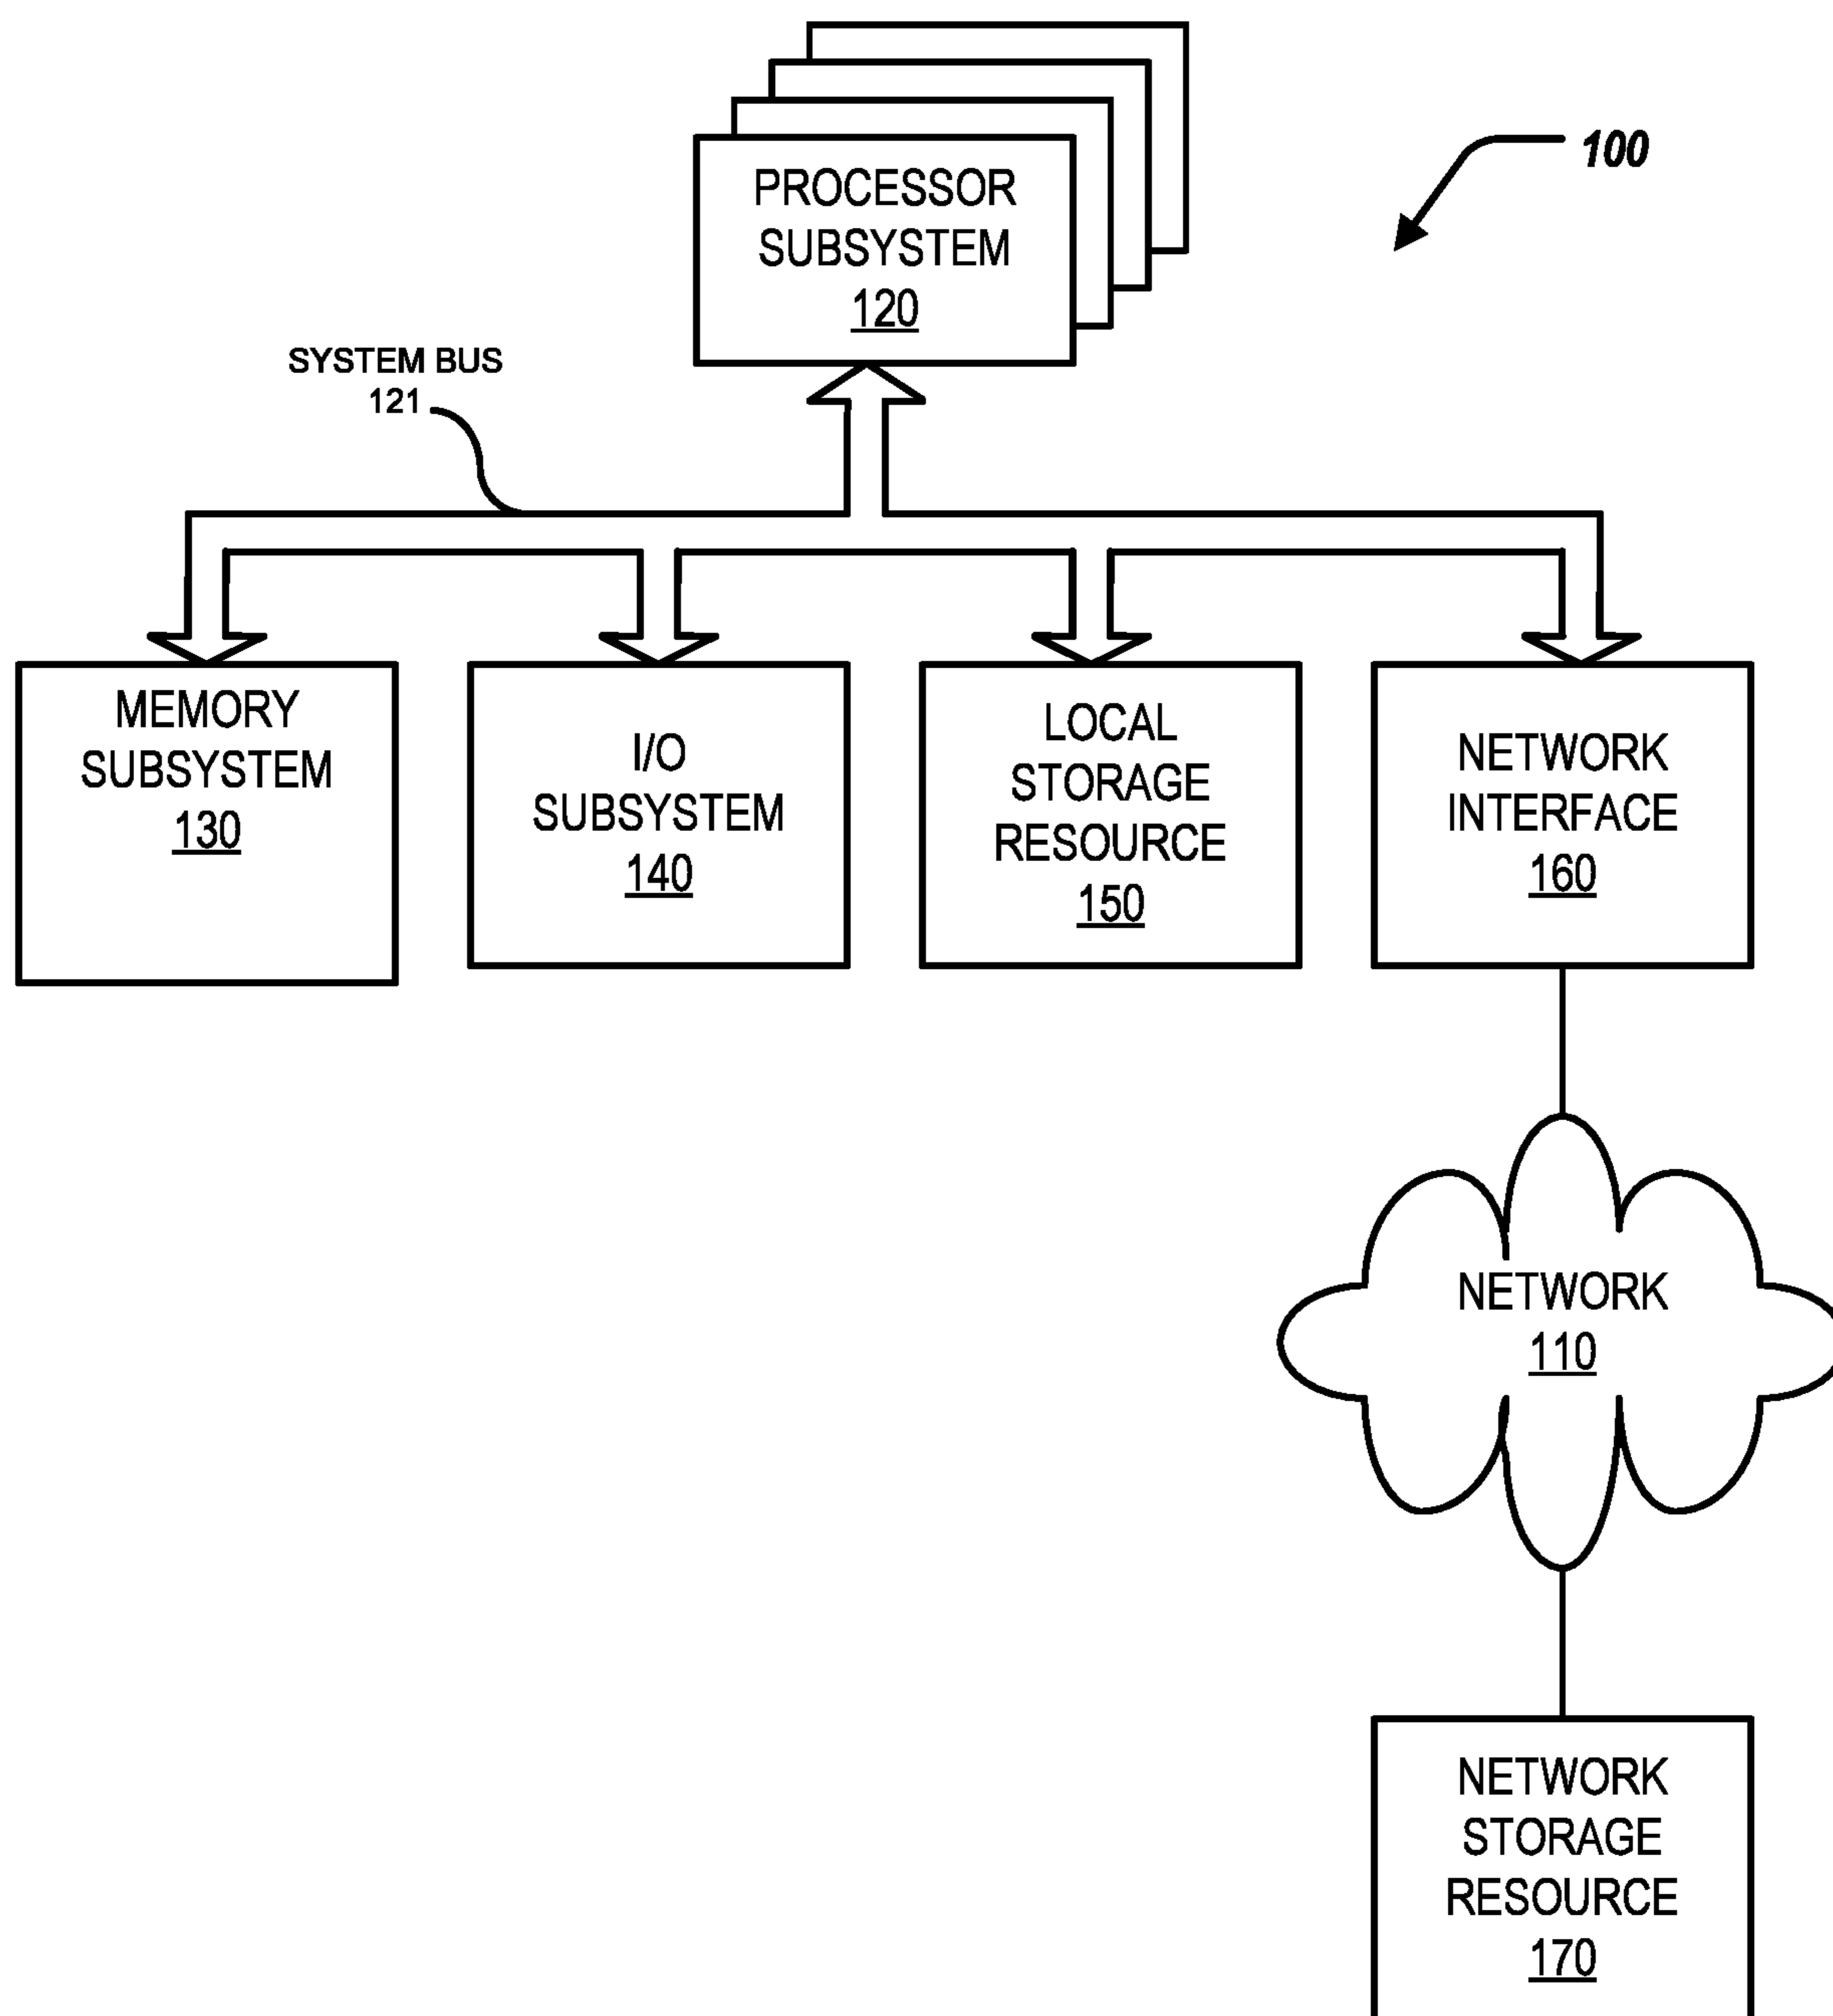 PROCESSOR
SUBSYSTEM
120
100
SYSTEM BUS
121
MEMORY
SUBSYSTEM
130
I/O
SUBSYSTEM
140
LOCAL
STORAGE
RESOURCE
150
NETWORK
INTERFACE
160
NETWORK
110
NETWORK
STORAGE
RESOURCE
170